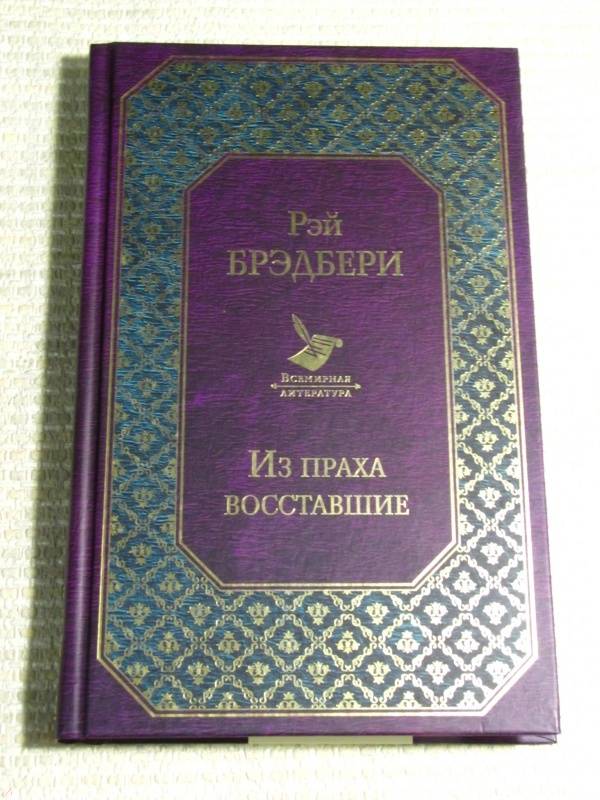 Рэй
БРЭДБЕРИ
Всемирная
литература
Из праха
восставшие